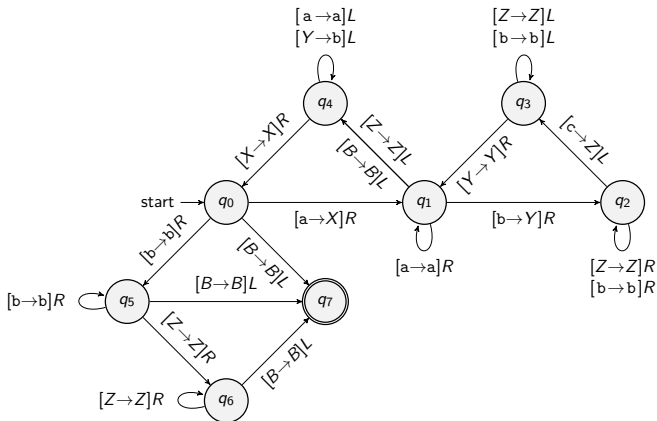 [a→a]L
[Y→b]L
[Z→Z]L
[b→b]L
q4
q3
[X→X]R
[Z→Z]L
[B→B]L
[Y→Y]R
[c→Z]L
start
q0
[a→X]R
q1
[b→Y]R
q2
[b→b]R
[B→B]L
[a→a]R
[Z→Z]R
[b→b]R
[b→b]R
q5
[B→B]L
q7
[Z→Z]R
[B→B]L
[Z→Z]R
q6